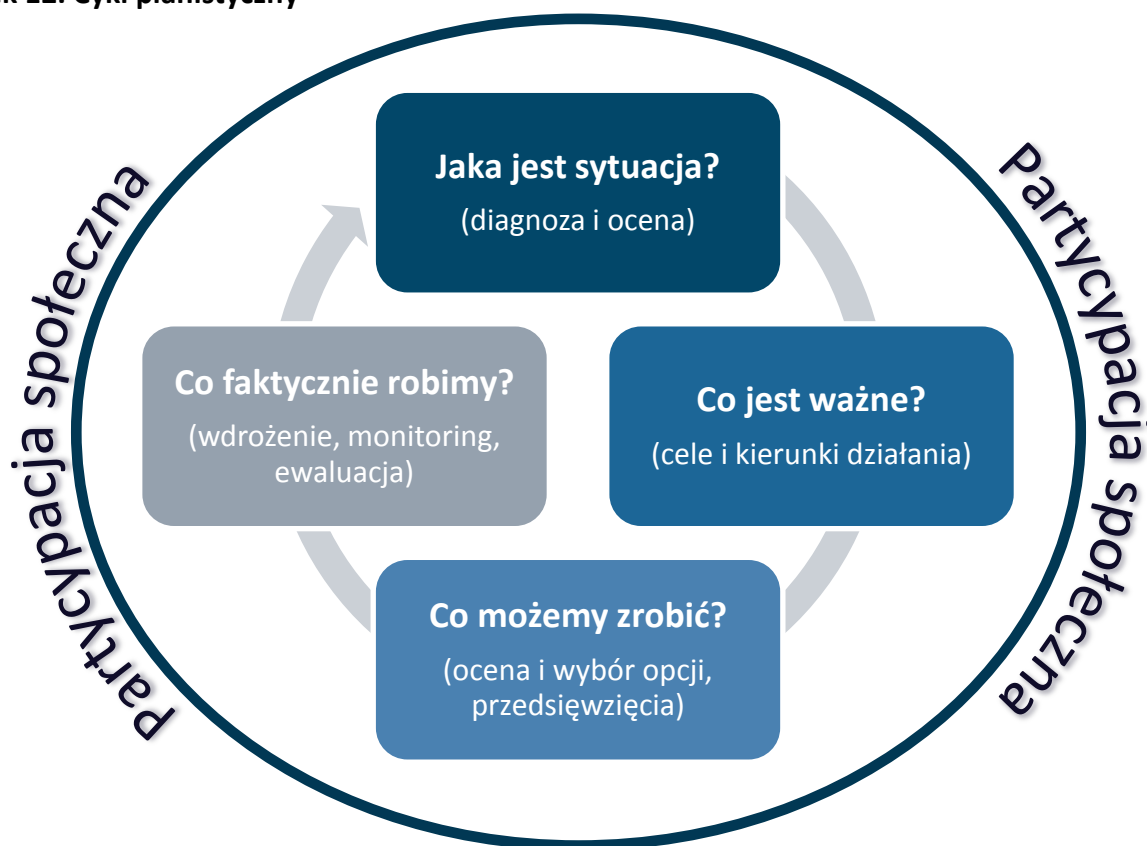 Jaka jest sytuacja?
(diagnoza i ocena)
Co faktycznie robimy?
(wdrożenie, monitoring,
ewaluacja)
Co jest ważne?
(cele i kierunki działania)
Co możemy zrobić?
(ocena i wybór opcji,
przedsięwzięcia)
Partycypacja społeczna
Partycypacja społeczna